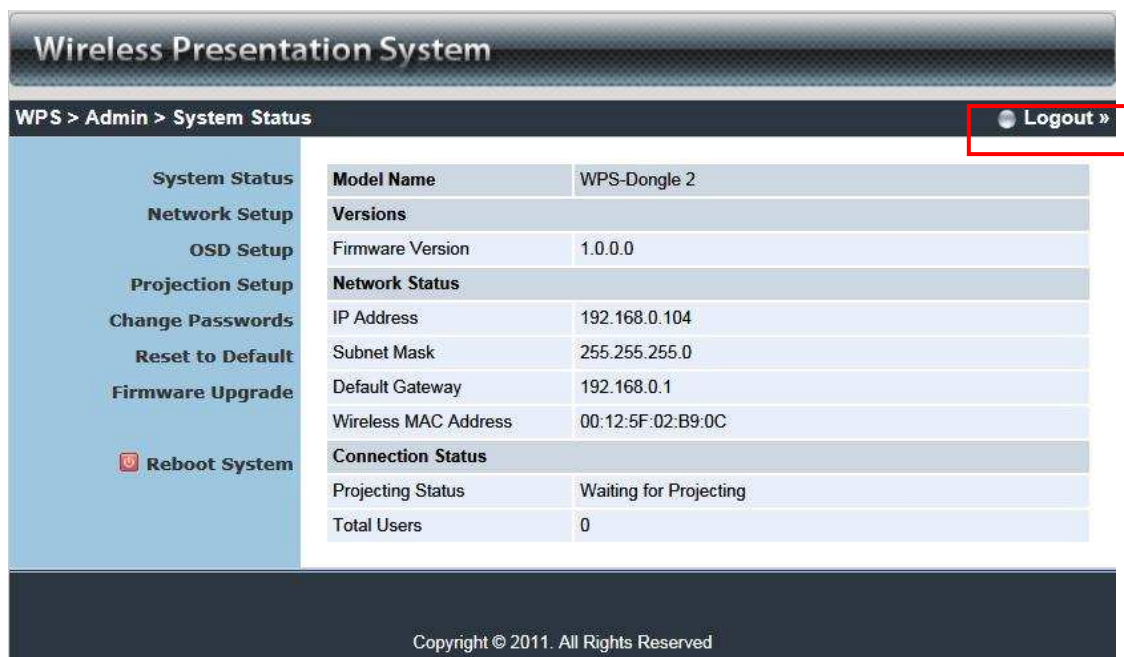 Wireless Presentation System
WPS > Admin > System Status
Logout »
System Status
Network Setup
OSD Setup
Projection Setup
Change Passwords
Reset to Default
Firmware Upgrade
Reboot System
Model Name WPS-Dongle 2
Versions
Firmware Version 1.0.0.0
Network Status
IP Address 192.168.0.104
Subnet Mask 255.255.255.0
Default Gateway 192.168.0.1
Wireless MAC Address 00:12:5F:02:B9:0C
Connection Status
Projecting Status Waiting for Projecting
Total Users 0
Copyright © 2011. All Rights Reserved